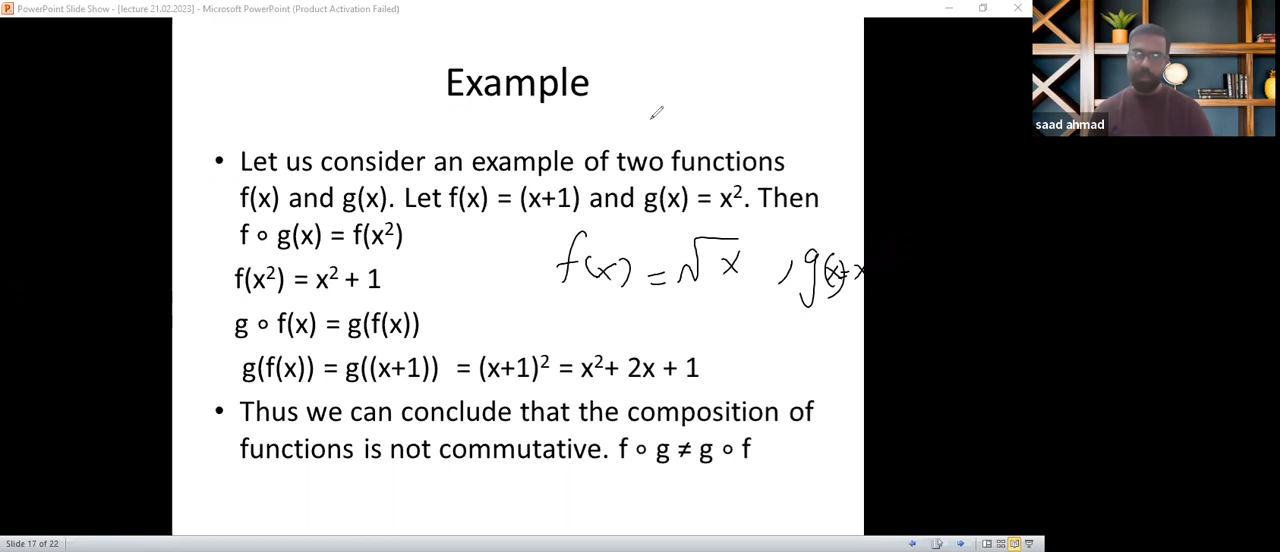 PowerPoint Slide Show - [lecture 21.02.2023] - Microsoft PowerPoint (Product Activation Failed)
saad ahmad
Example
• Let us consider an example of two functions
f(x) and g(x). Let f(x) = (x+1) and g(x) = x². Then
f ∘ g(x) = f(x²)
f(x) = √x , g(x)=x
f(x²) = x² + 1
g ∘ f(x) = g(f(x))
g(f(x)) = g((x+1)) = (x+1)² = x²+ 2x + 1
• Thus we can conclude that the composition of
functions is not commutative. f ∘ g ≠ g ∘ f
Slide 17 of 22